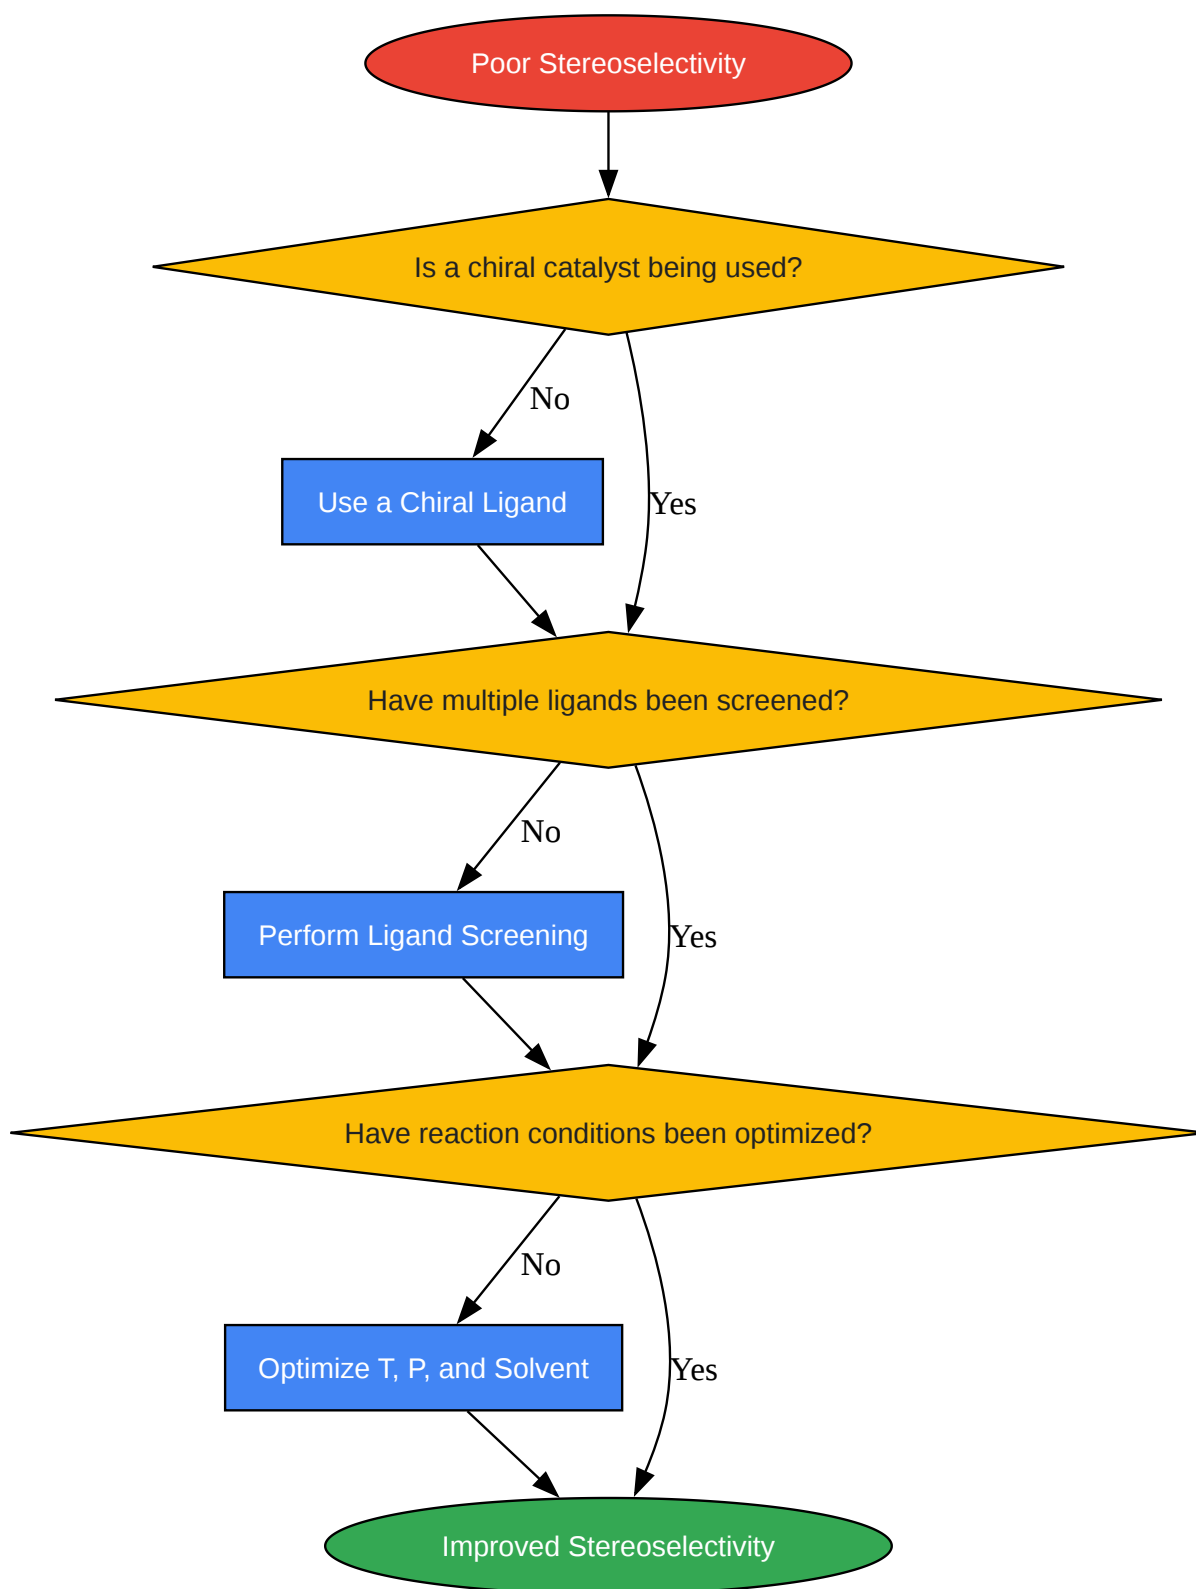 Poor Stereoselectivity
Is a chiral catalyst being used?
No
Use a Chiral Ligand
Yes
Have multiple ligands been screened?
No
Perform Ligand Screening
Yes
Have reaction conditions been optimized?
No
Optimize T, P, and Solvent
Yes
Improved Stereoselectivity